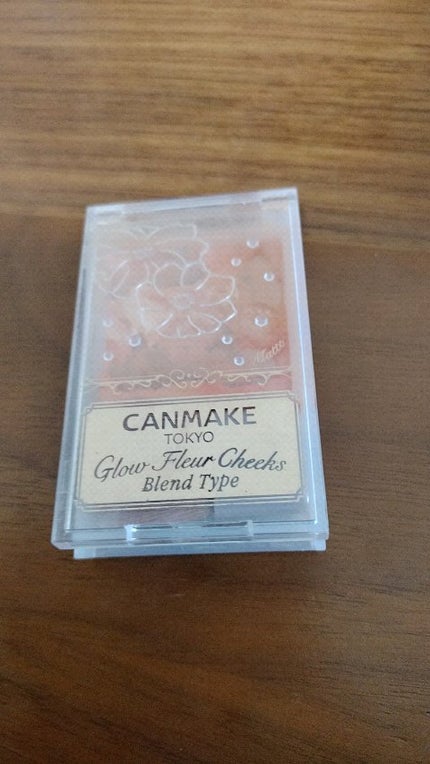 Matte
CANMAKE
TOKYO
Glow Fleur Cheeks
Blend Type